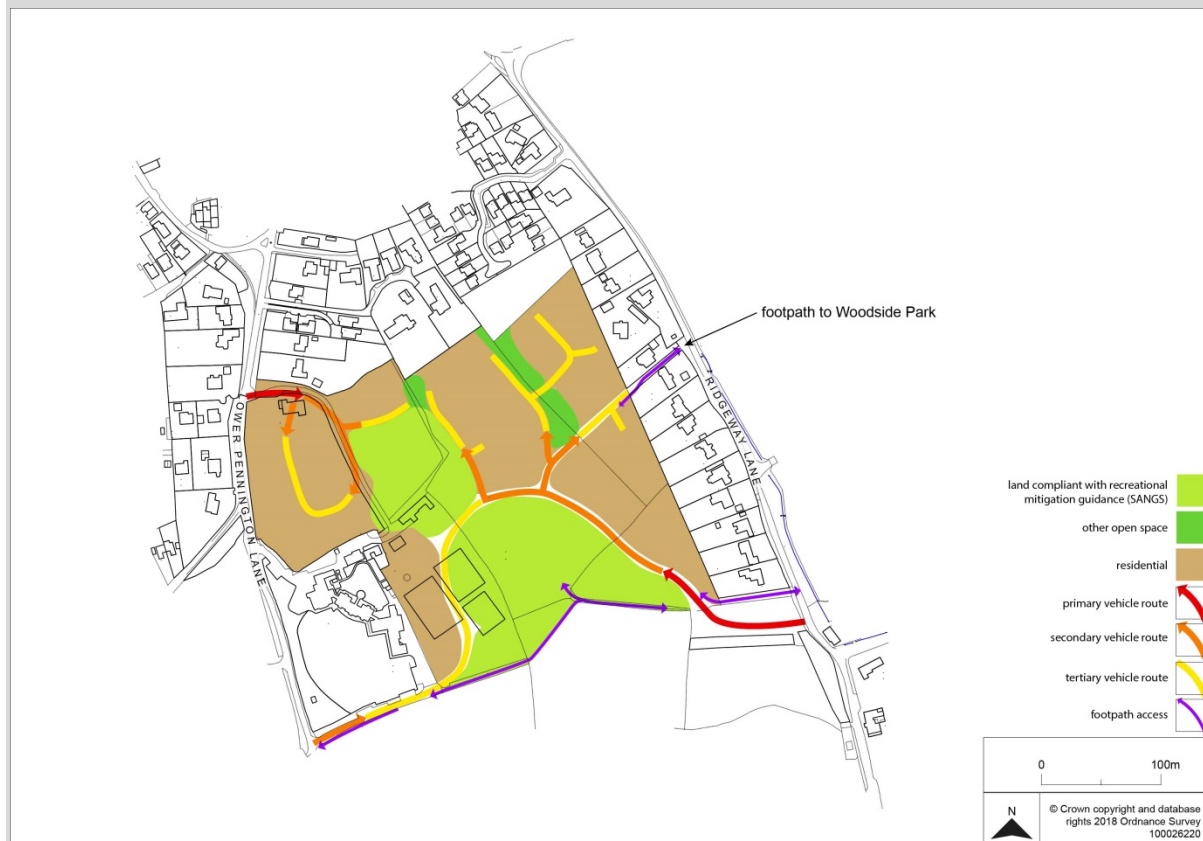 footpath to Woodside Park
OWER PENNINGTON LANE
RIDGEWAY LANE
land compliant with recreational
mitigation guidance (SANGS)
other open space
residential
primary vehicle route
secondary vehicle route
tertiary vehicle route
footpath access
0 100m
N
© Crown copyright and database
rights 2018 Ordnance Survey
100026220